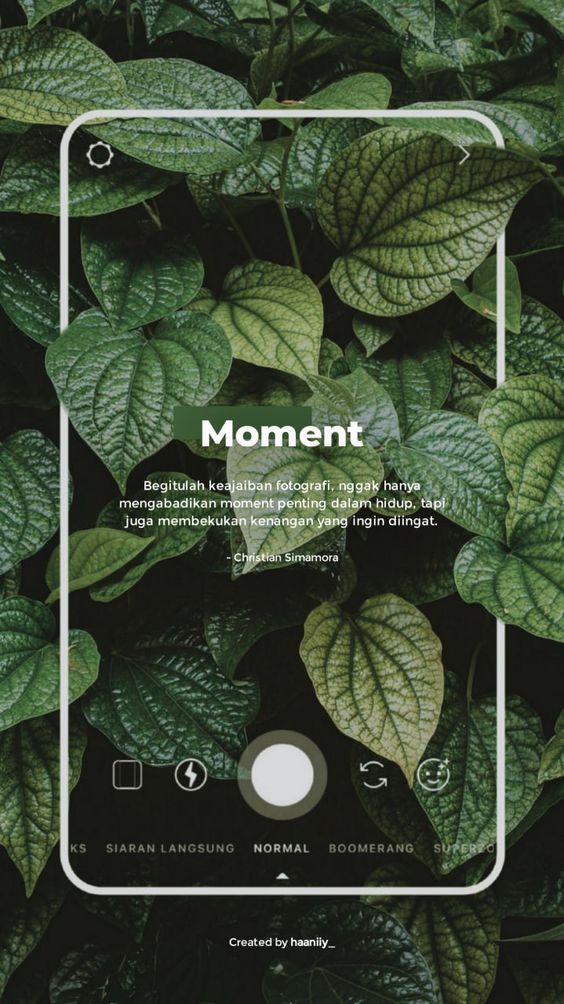 Moment
Begitulah keajaiban fotografi, nggak hanya
mengabadikan moment penting dalam hidup, tapi
juga membekukan kenangan yang ingin diingat.
- Christian Simamora
KS SIARAN LANGSUNG NORMAL BOOMERANG SUPERZO
Created by haaniiy_